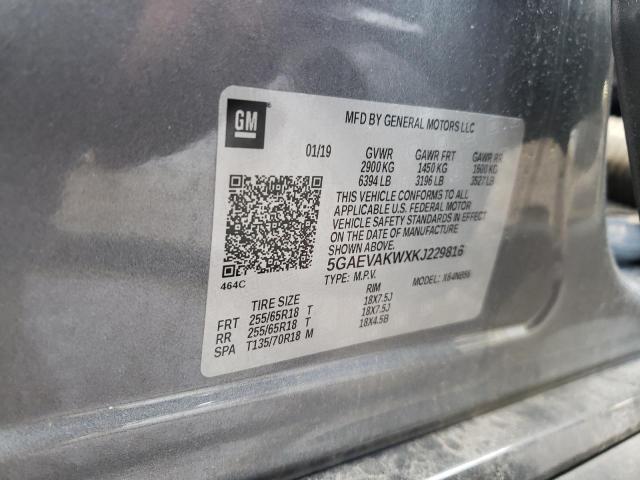 GM
MFD BY GENERAL MOTORS LLC
01/19 GVWR GAWR FRT GAWR RR
2900 KG 1450 KG 1600 KG
6394 LB 3196 LB 3527 LB
THIS VEHICLE CONFORMS TO ALL
APPLICABLE U.S. FEDERAL MOTOR
VEHICLE SAFETY STANDARDS IN EFFECT
ON THE DATE OF MANUFACTURE
SHOWN ABOVE.
5GAEVAKWXKJ229816
464C
TYPE: M.P.V. MODEL:
TIRE SIZE RIM
FRT 255/65R18 T 18X7.5J
RR 255/65R18 T 18X7.5J
SPA T135/70R18 M 18X4.5B